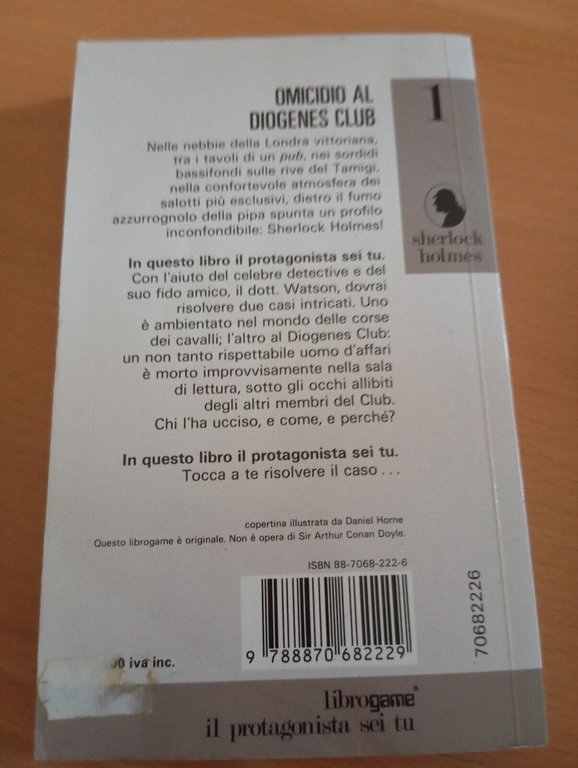 OMICIDIO AL
DIOGENES CLUB
Nelle nebbie della Londra vittoriana,
tra i tavoli di un pub, nei sordidi
bassifondi sulle rive del Tamigi,
nella confortevole atmosfera dei
salotti più esclusivi, dietro il fumo
azzurrognolo della pipa spunta un profilo
inconfondibile: Sherlock Holmes!
In questo libro il protagonista sei tu.
Con l'aiuto del celebre detective e del
suo fido amico, il dott. Watson, dovrai
risolvere due casi intricati. Uno
è ambientato nel mondo delle corse
dei cavalli; l'altro al Diogenes Club:
un non tanto rispettabile uomo d'affari
è morto improvvisamente nella sala
di lettura, sotto gli occhi allibiti
degli altri membri del Club.
Chi l'ha ucciso, e come, e perché?
In questo libro il protagonista sei tu.
Tocca a te risolvere il caso . . .
1
sherlock
holmes
copertina illustrata da Daniel Horne
Questo librogame è originale. Non è opera di Sir Arthur Conan Doyle.
ISBN 88-7068-222-6
9 788870 682229
70682226
00 iva inc.
librogame®
il protagonista sei tu